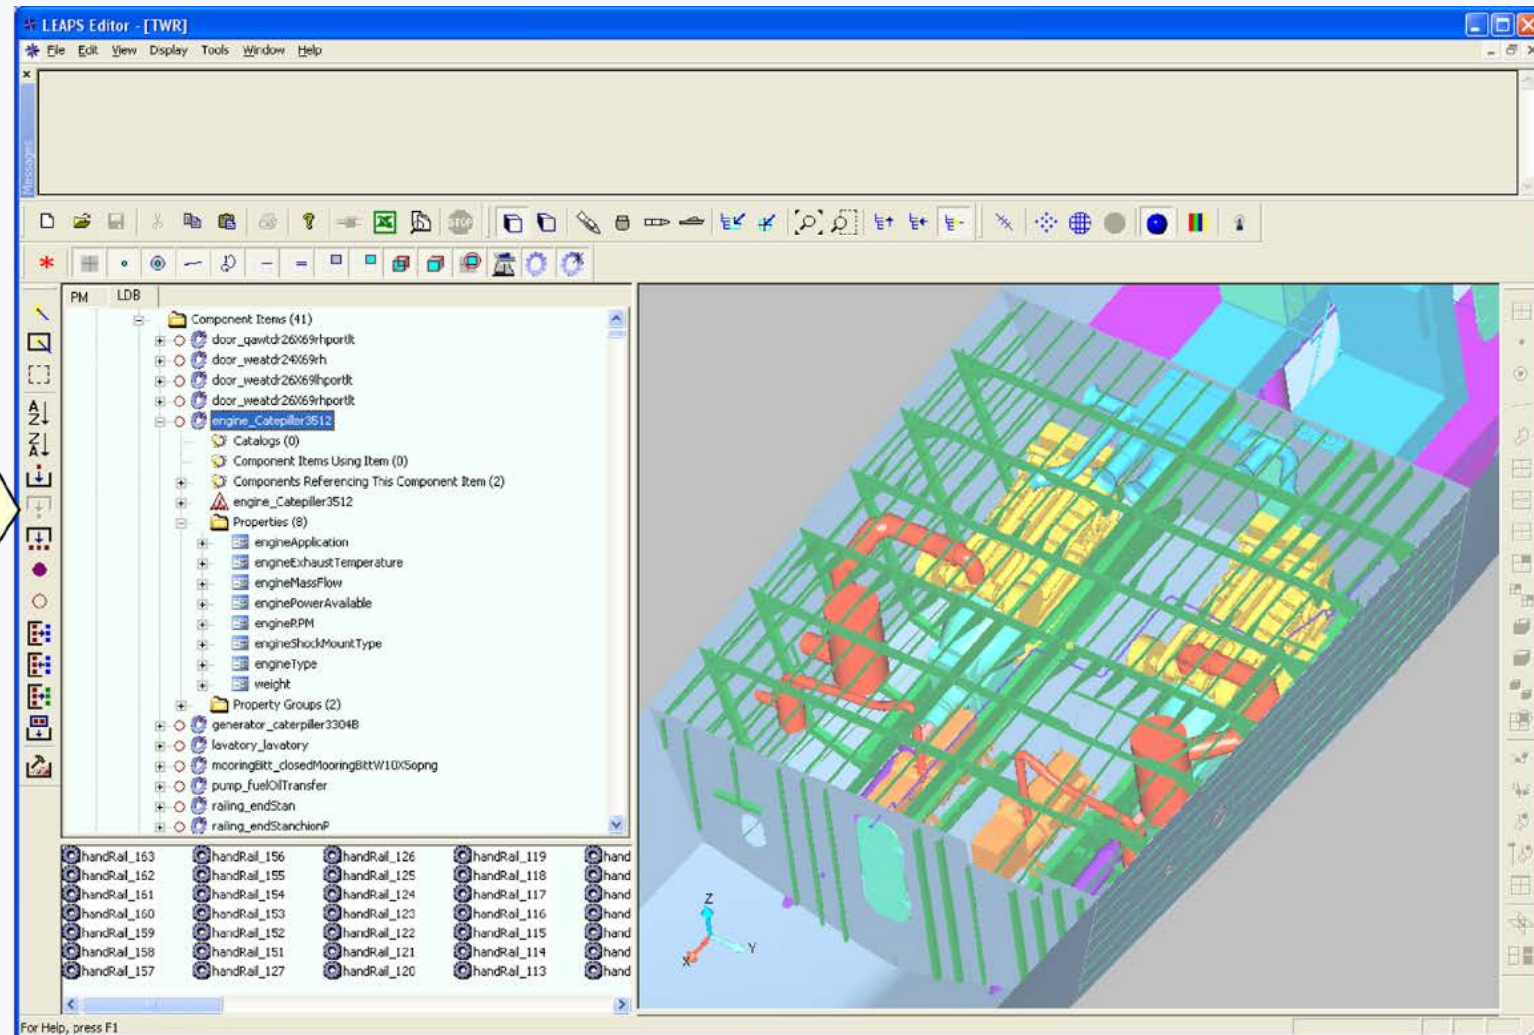 LEAPS Editor - [TWR]
File Edit View Display Tools Window Help
Messages
STOP
PM LDB
Component Items (41)
door_qawtdr26X69rhportlt
door_weatdr24X69rh
door_weatdr26X69lhportlt
door_weatdr26X69rhportlt
engine_Catepiller3512
Catalogs (0)
Component Items Using Item (0)
Components Referencing This Component Item (2)
engine_Catepiller3512
Properties (8)
engineApplication
engineExhaustTemperature
engineMassFlow
enginePowerAvailable
engineRPM
engineShockMountType
engineType
weight
Property Groups (2)
generator_caterpiller3304B
lavatory_lavatory
mooringBitt_closedMooringBittW10X5opng
pump_fuelOilTransfer
railing_endStan
railing_endStanchionP
handRail_163 handRail_156 handRail_126 handRail_119 hand
handRail_162 handRail_155 handRail_125 handRail_118 hand
handRail_161 handRail_154 handRail_124 handRail_117 hand
handRail_160 handRail_153 handRail_123 handRail_116 hand
handRail_159 handRail_152 handRail_122 handRail_115 hand
handRail_158 handRail_151 handRail_121 handRail_114 hand
handRail_157 handRail_127 handRail_120 handRail_113 hand
Z
Y
X
For Help, press F1